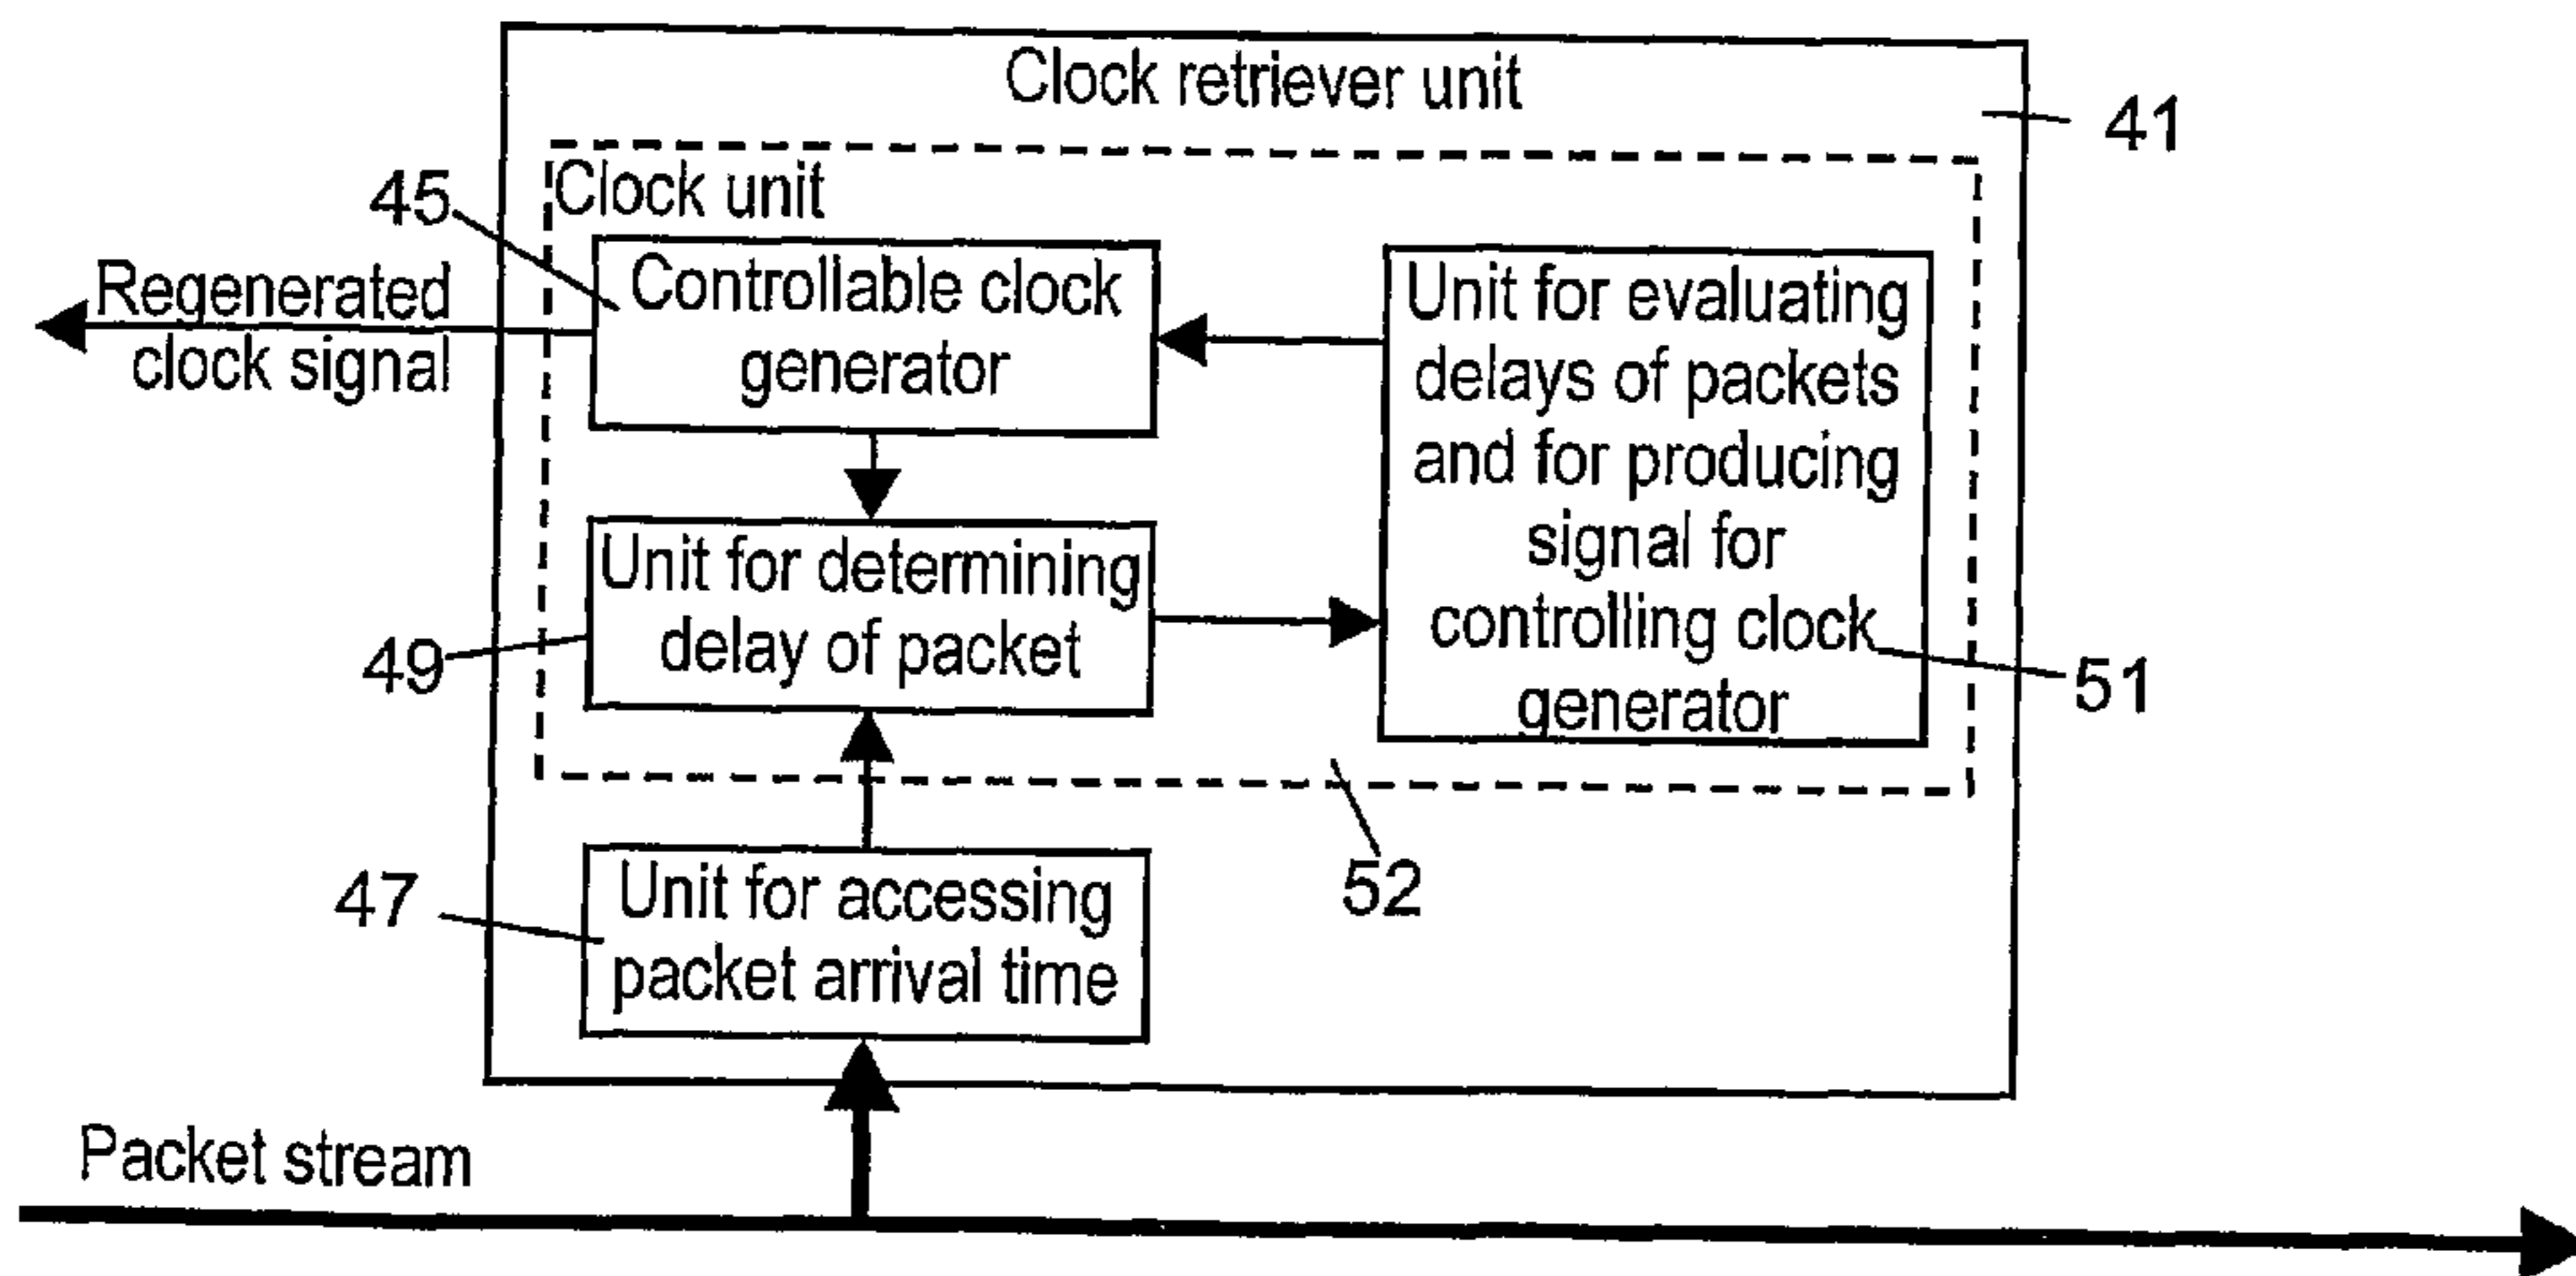 Clock retriever unit
41
Clock unit
45
Regenerated
clock signal
Controllable clock
generator
Unit for evaluating
delays of packets
and for producing
signal for
controlling clock
generator
51
Unit for determining
delay of packet
49
52
Unit for accessing
packet arrival time
47
Packet stream